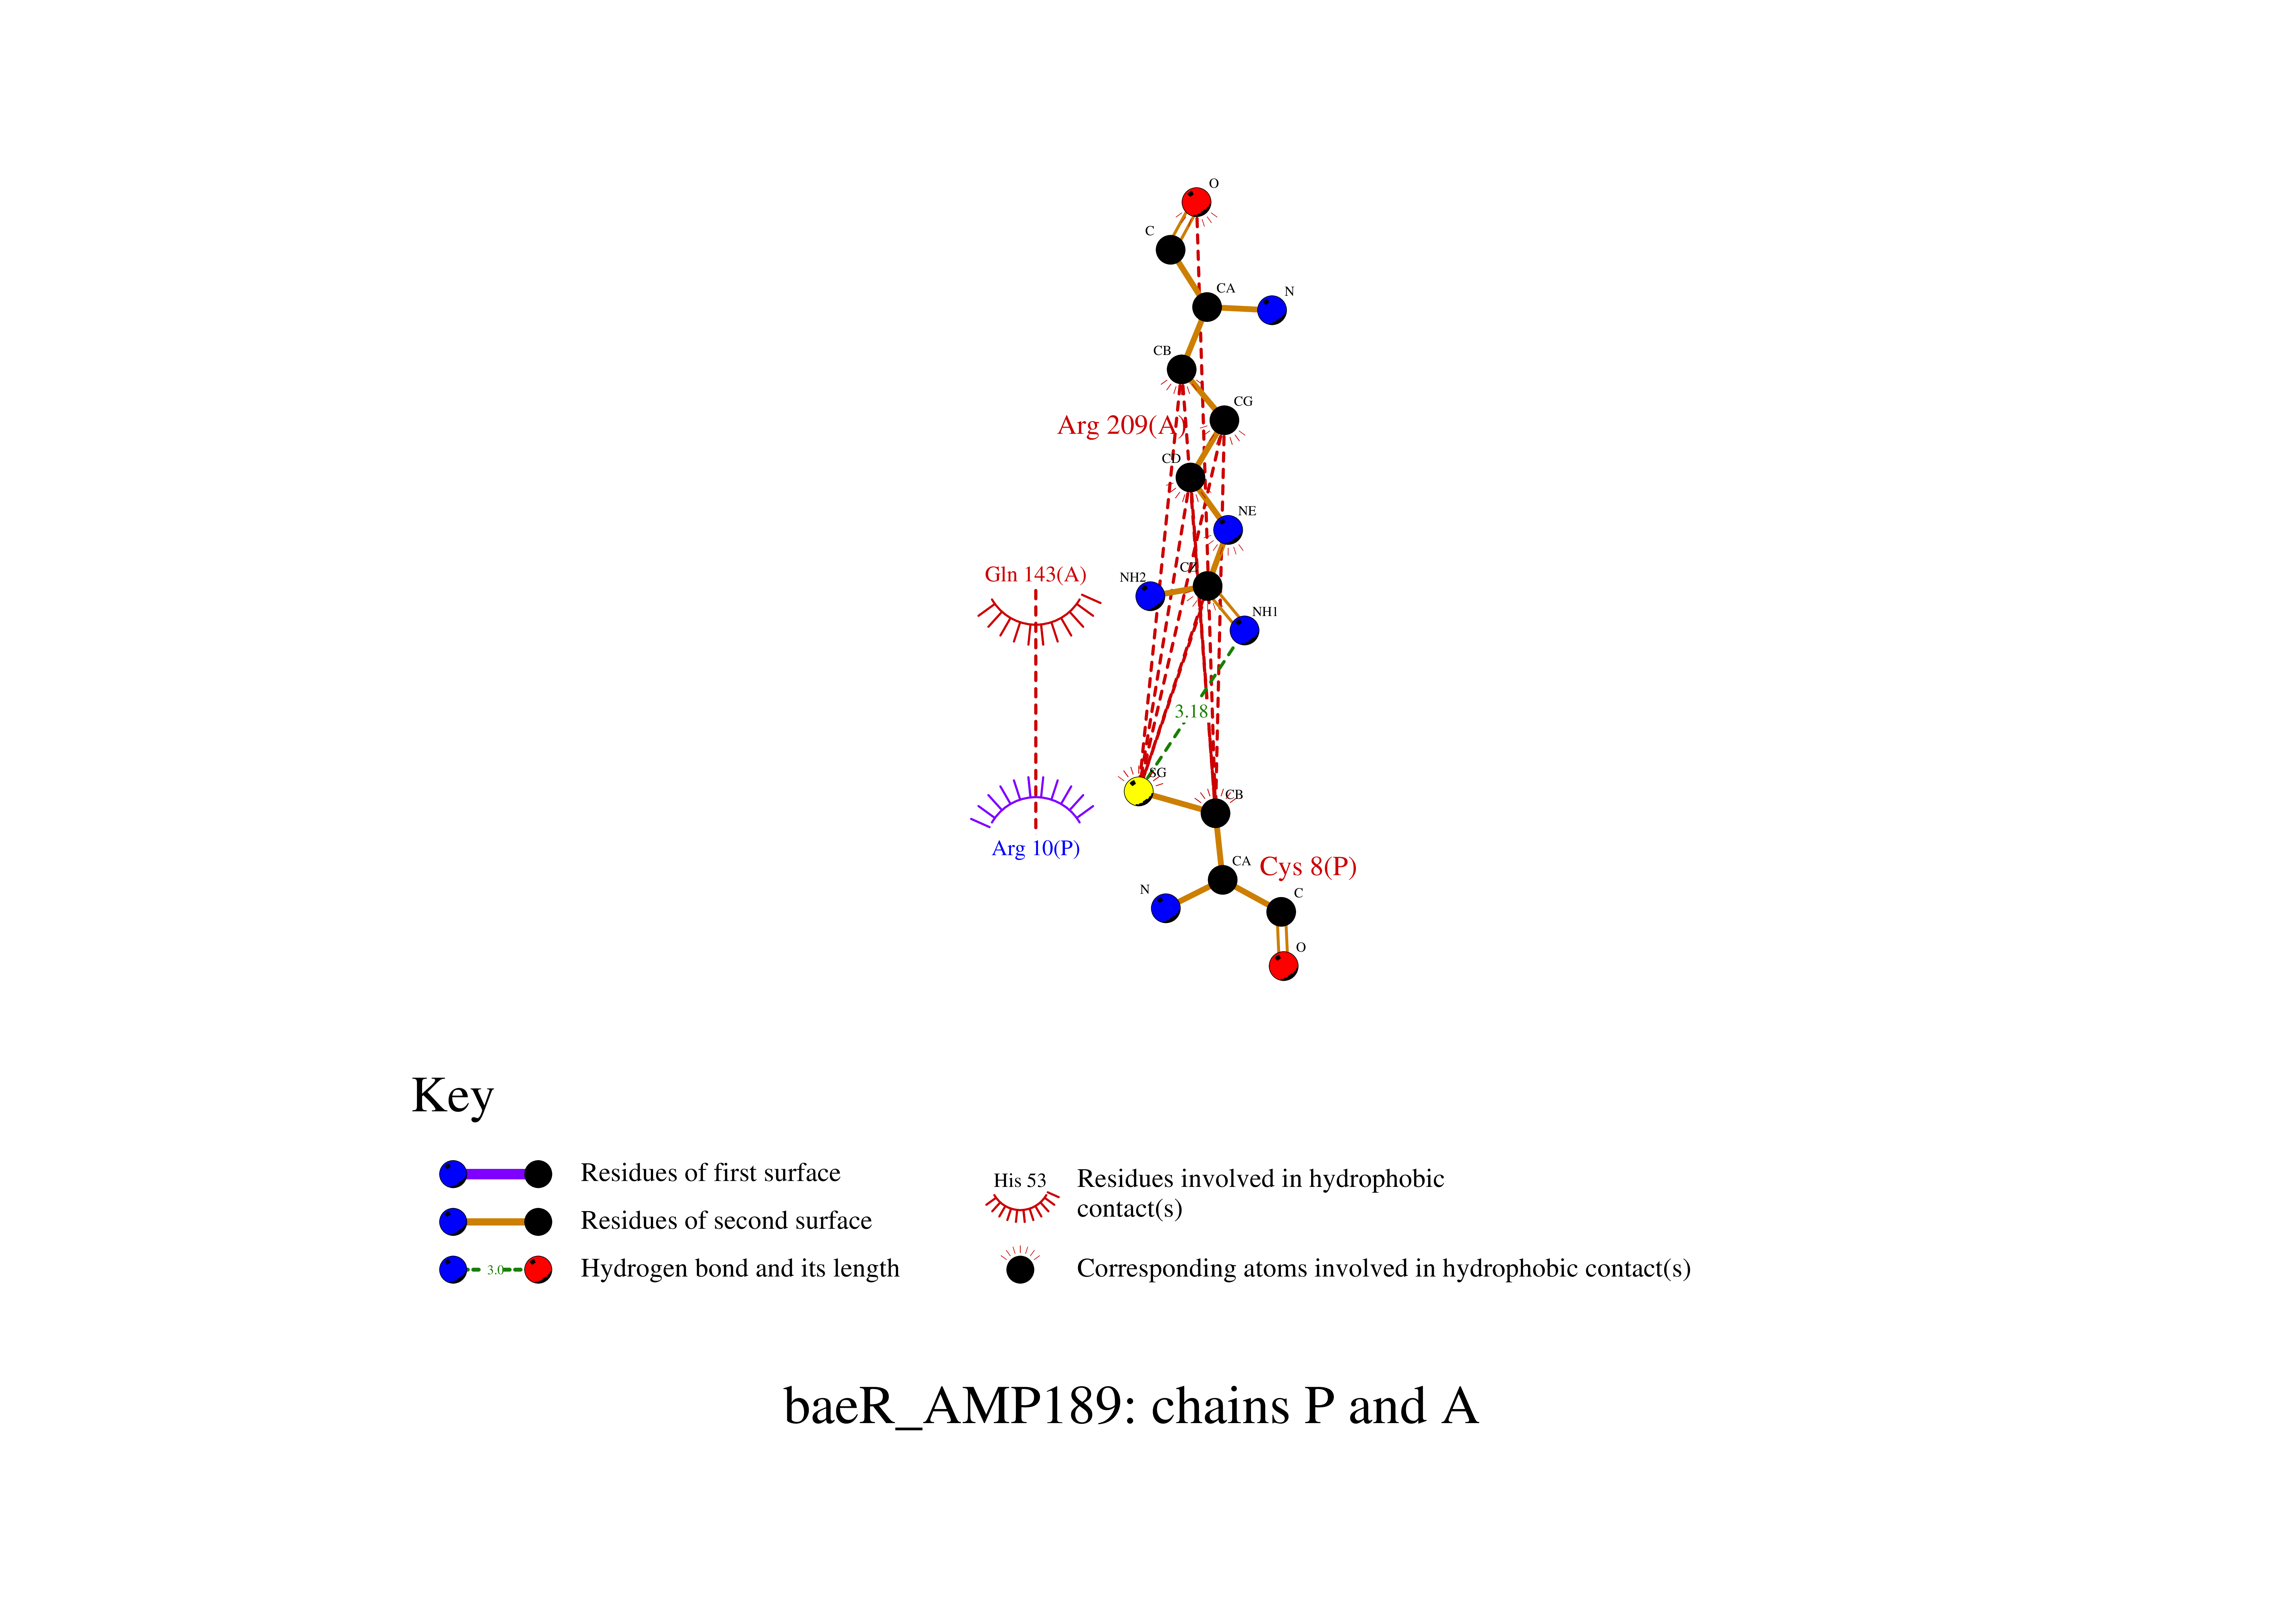 O
C
CA
N
CB
CG
Arg 209(A)
CD
NE
CZ
Gln 143(A)
NH2
NH1
3.18
SG
CB
Arg 10(P)
CA
Cys 8(P)
N
C
O
Key
Residues of first surface
Residues of second surface
3.0
Hydrogen bond and its length
His 53
Residues involved in hydrophobic
contact(s)
Corresponding atoms involved in hydrophobic contact(s)
baeR_AMP189: chains P and A